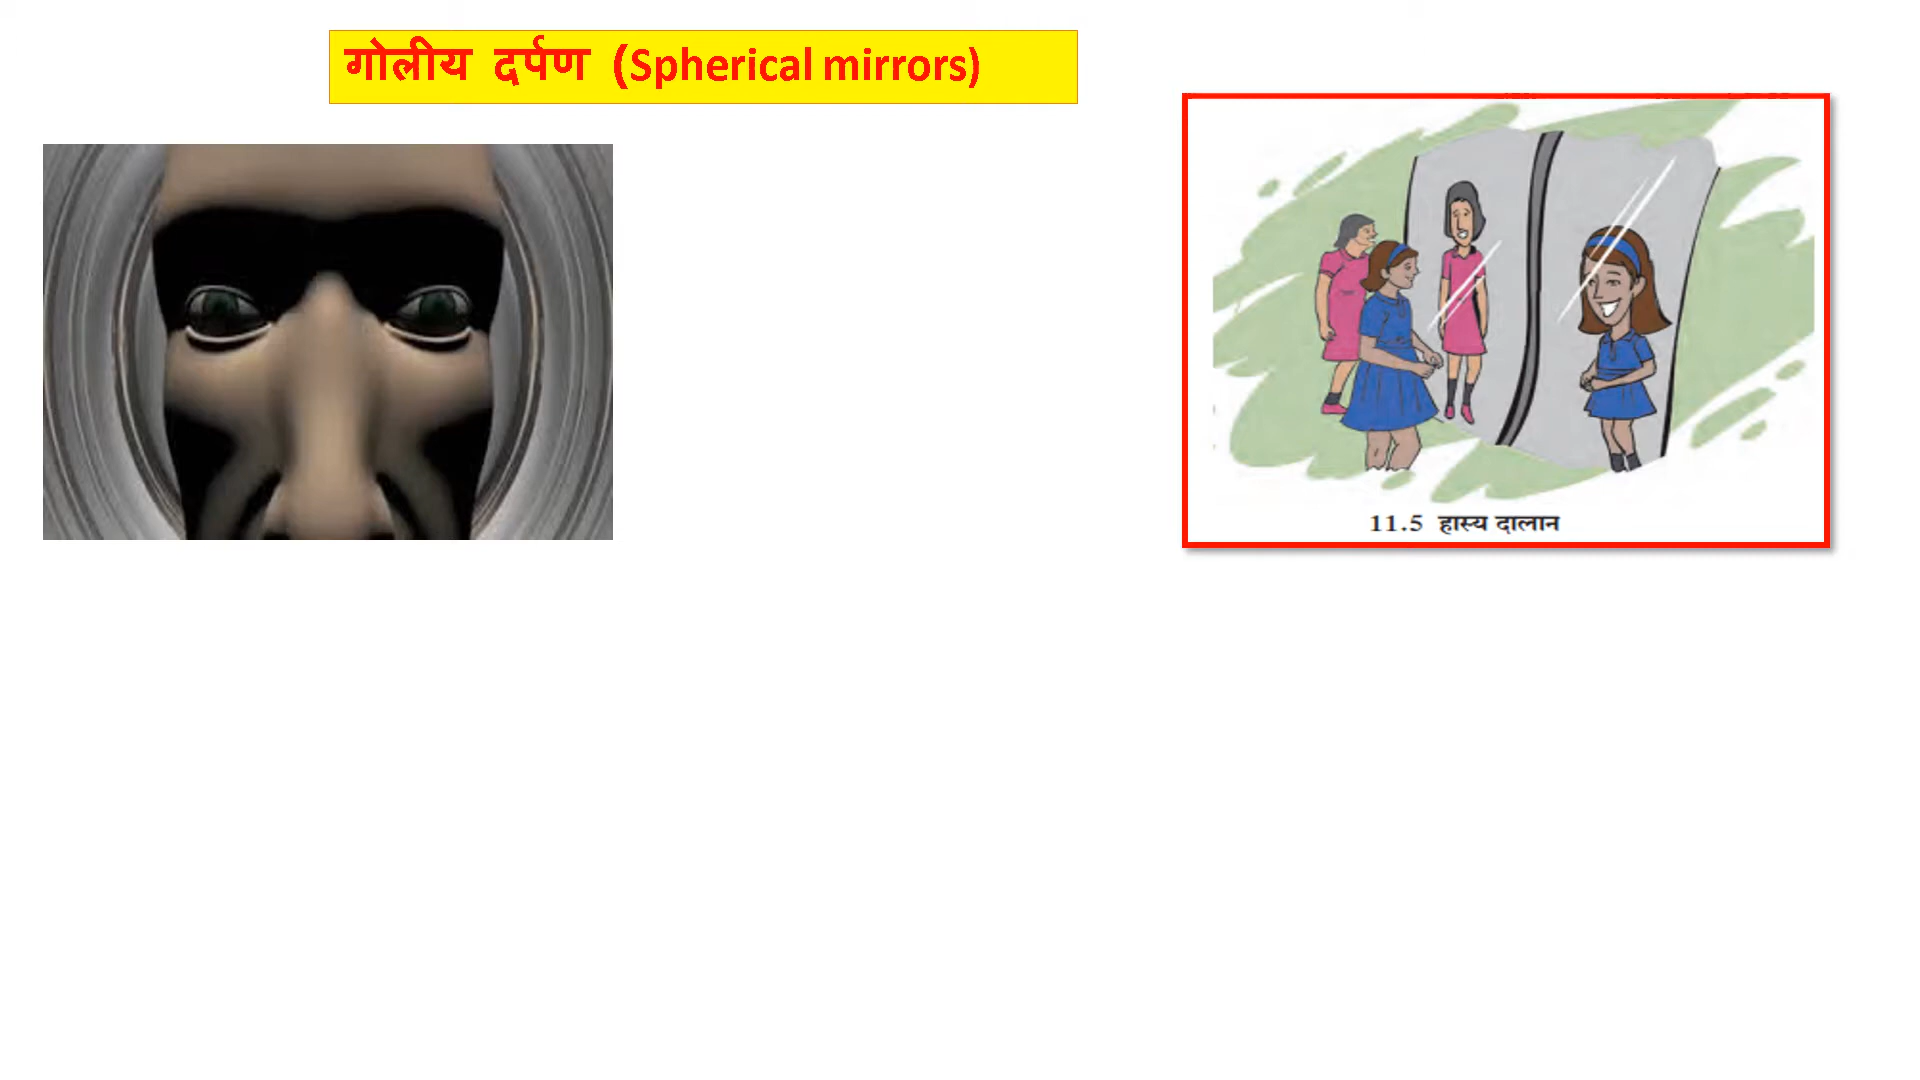 गोलीय दर्पण (Spherical mirrors)
11.5 हास्य दालान